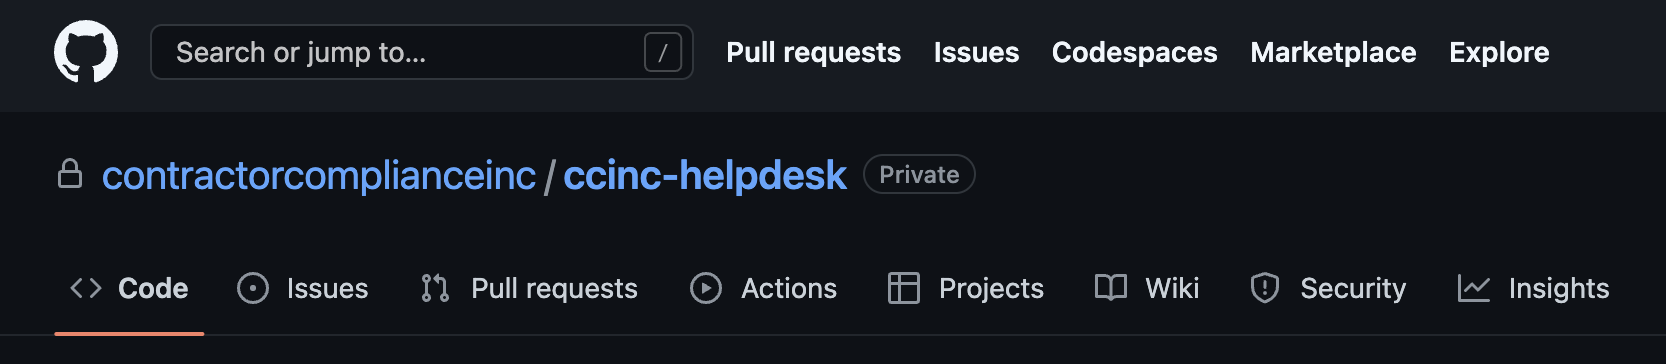 Search or jump to... / Pull requests Issues Codespaces Marketplace Explore
contractorcomplianceinc / ccinc-helpdesk Private
Code Issues Pull requests Actions Projects Wiki Security Insights